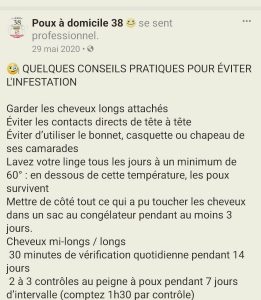 Poux à domicile 38 😀 se sent
professionnel.
29 mai 2020 •
🤣 QUELQUES CONSEILS PRATIQUES POUR ÉVITER
L'INFESTATION
Garder les cheveux longs attachés
Éviter les contacts directs de tête à tête
Éviter d'utiliser le bonnet, casquette ou chapeau de
ses camarades
Lavez votre linge tous les jours à un minimum de
60° : en dessous de cette température, les poux
survivent
Mettre de côté tout ce qui a pu toucher les cheveux
dans un sac au congélateur pendant au moins 3
jours.
Cheveux mi-longs / longs
30 minutes de vérification quotidienne pendant 14
jours
2 à 3 contrôles au peigne à poux pendant 7 jours
d'intervalle (comptez 1h30 par contrôle)